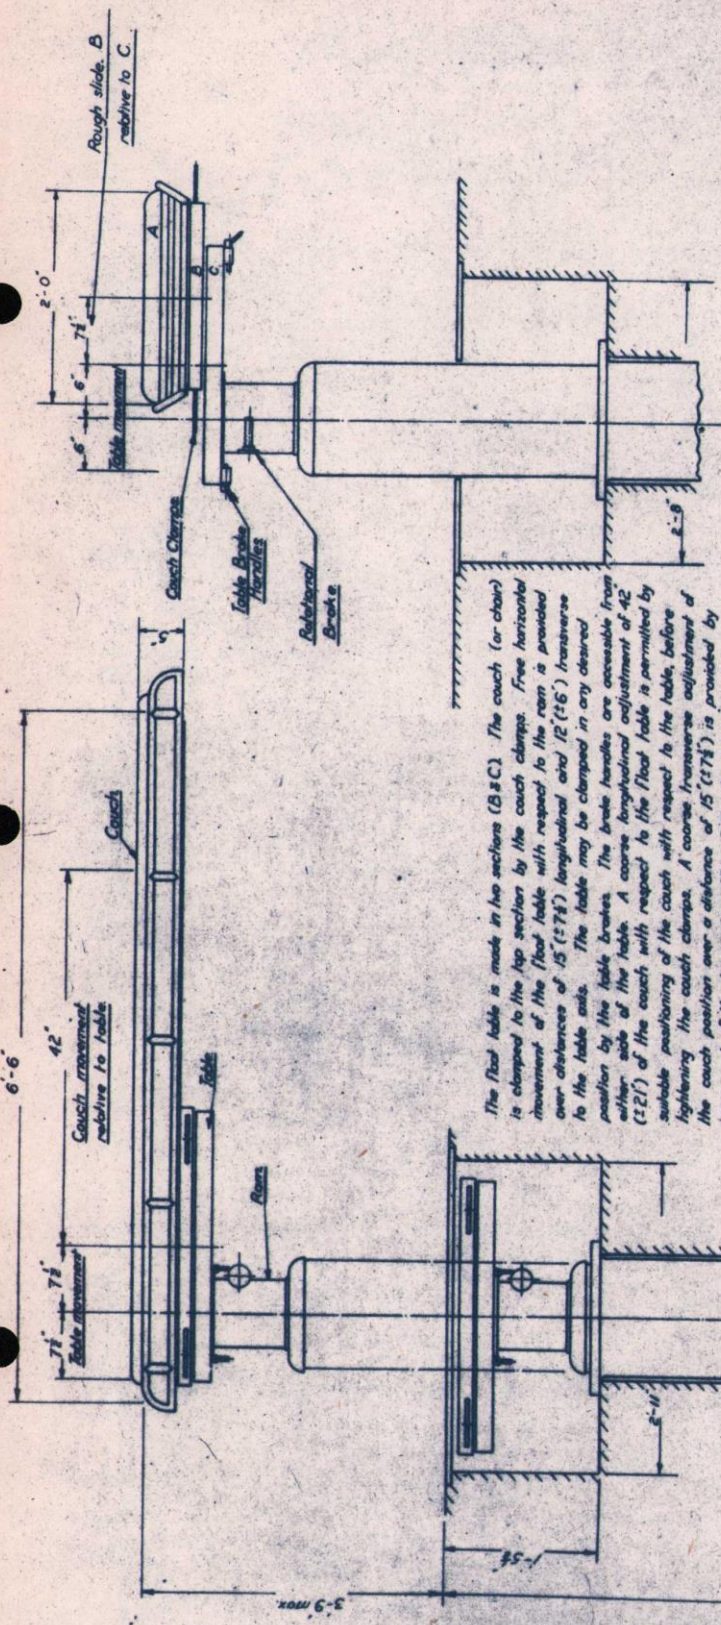 Rough slide. B
relative to C.
2'-0"
7½"
6"
6"
Table movement
A
B
C
Couch Clamps
Table Brake
Handles
Rotational
Brake
2'-8"
6'-6"
Couch
5"
42"
Couch movement
relative to table
7½"
7½"
Table movement
Table
Ram
3'-9" max.
2'-11"
The float table is made in two sections (B&C). The couch (or chair)
is clamped to the top section by the couch clamps. Free horizontal
movement of the float table with respect to the ram is provided
over distances of 15" (±7½") longitudinal and 12" (±6") transverse
to the table axis. The table may be clamped in any desired
position by the table brakes. The brake handles are accessible from
either side of the table. A coarse longitudinal adjustment of 42"
(±21") of the couch with respect to the float table is permitted by
suitable positioning of the couch with respect to the table, before
tightening the couch clamps. A coarse transverse adjustment of
the couch position over a distance of 15" (±7½") is provided by